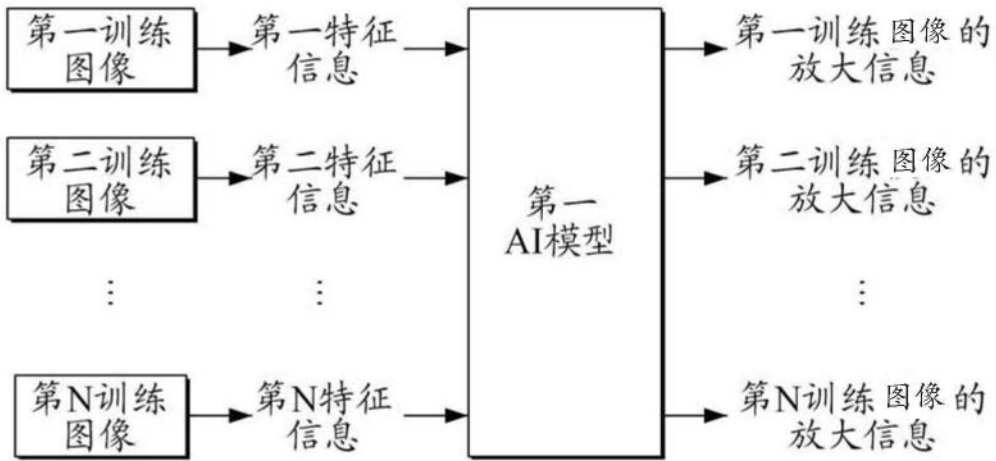 第一训练
图像
第一特征
信息
第一训练图像的
放大信息
第二训练
图像
第二特征
信息
第二训练图像的
放大信息
第一
AI模型
⋮
⋮
⋮
第N训练
图像
第N特征
信息
第N训练图像的
放大信息